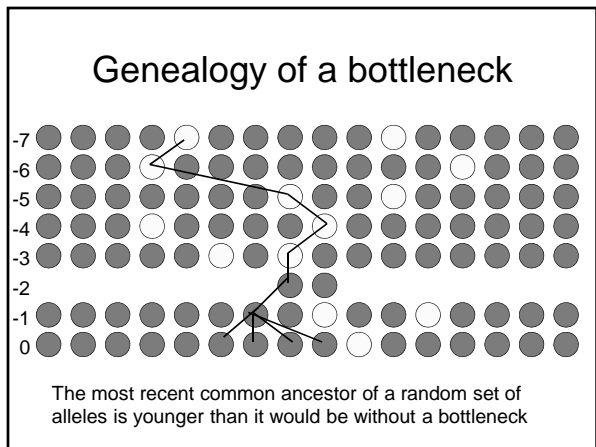 Genealogy of a bottleneck
-7
-6
-5
-4
-3
-2
-1
0
The most recent common ancestor of a random set of
alleles is younger than it would be without a bottleneck